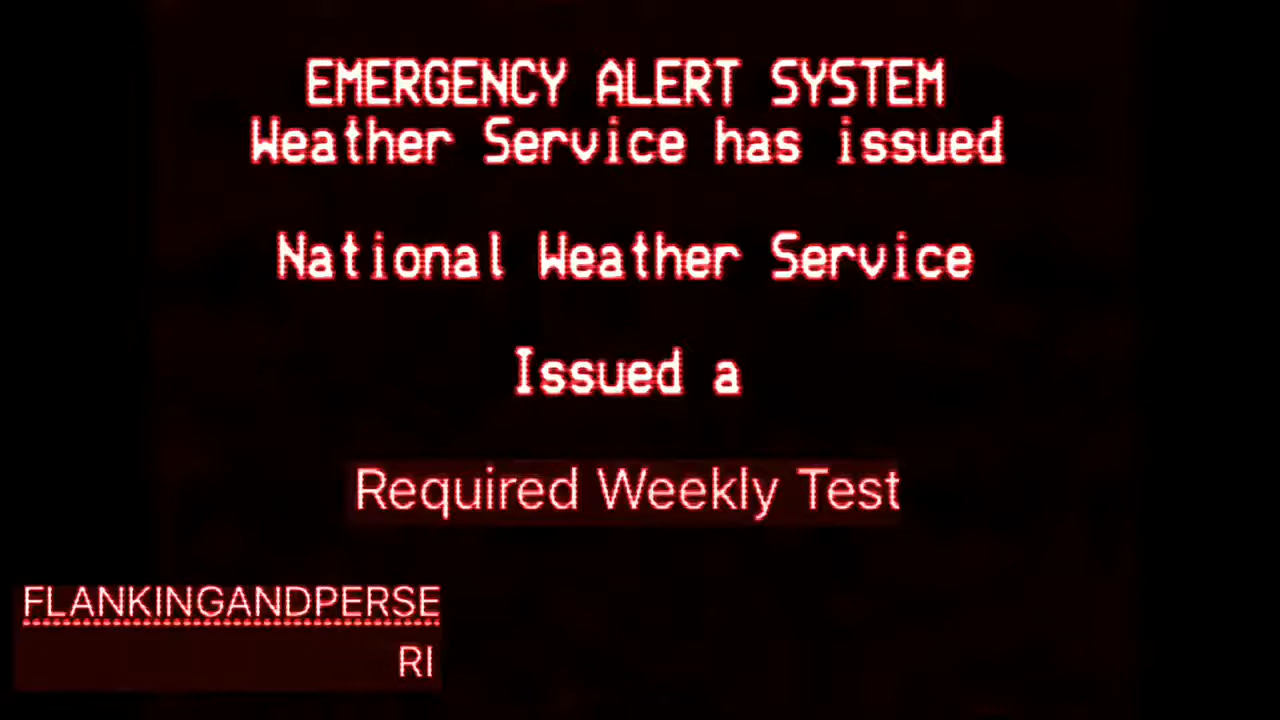 EMERGENCY ALERT SYSTEM
Weather Service has issued
National Weather Service
Issued a
Required Weekly Test
FLANKINGANDPERSE
RI